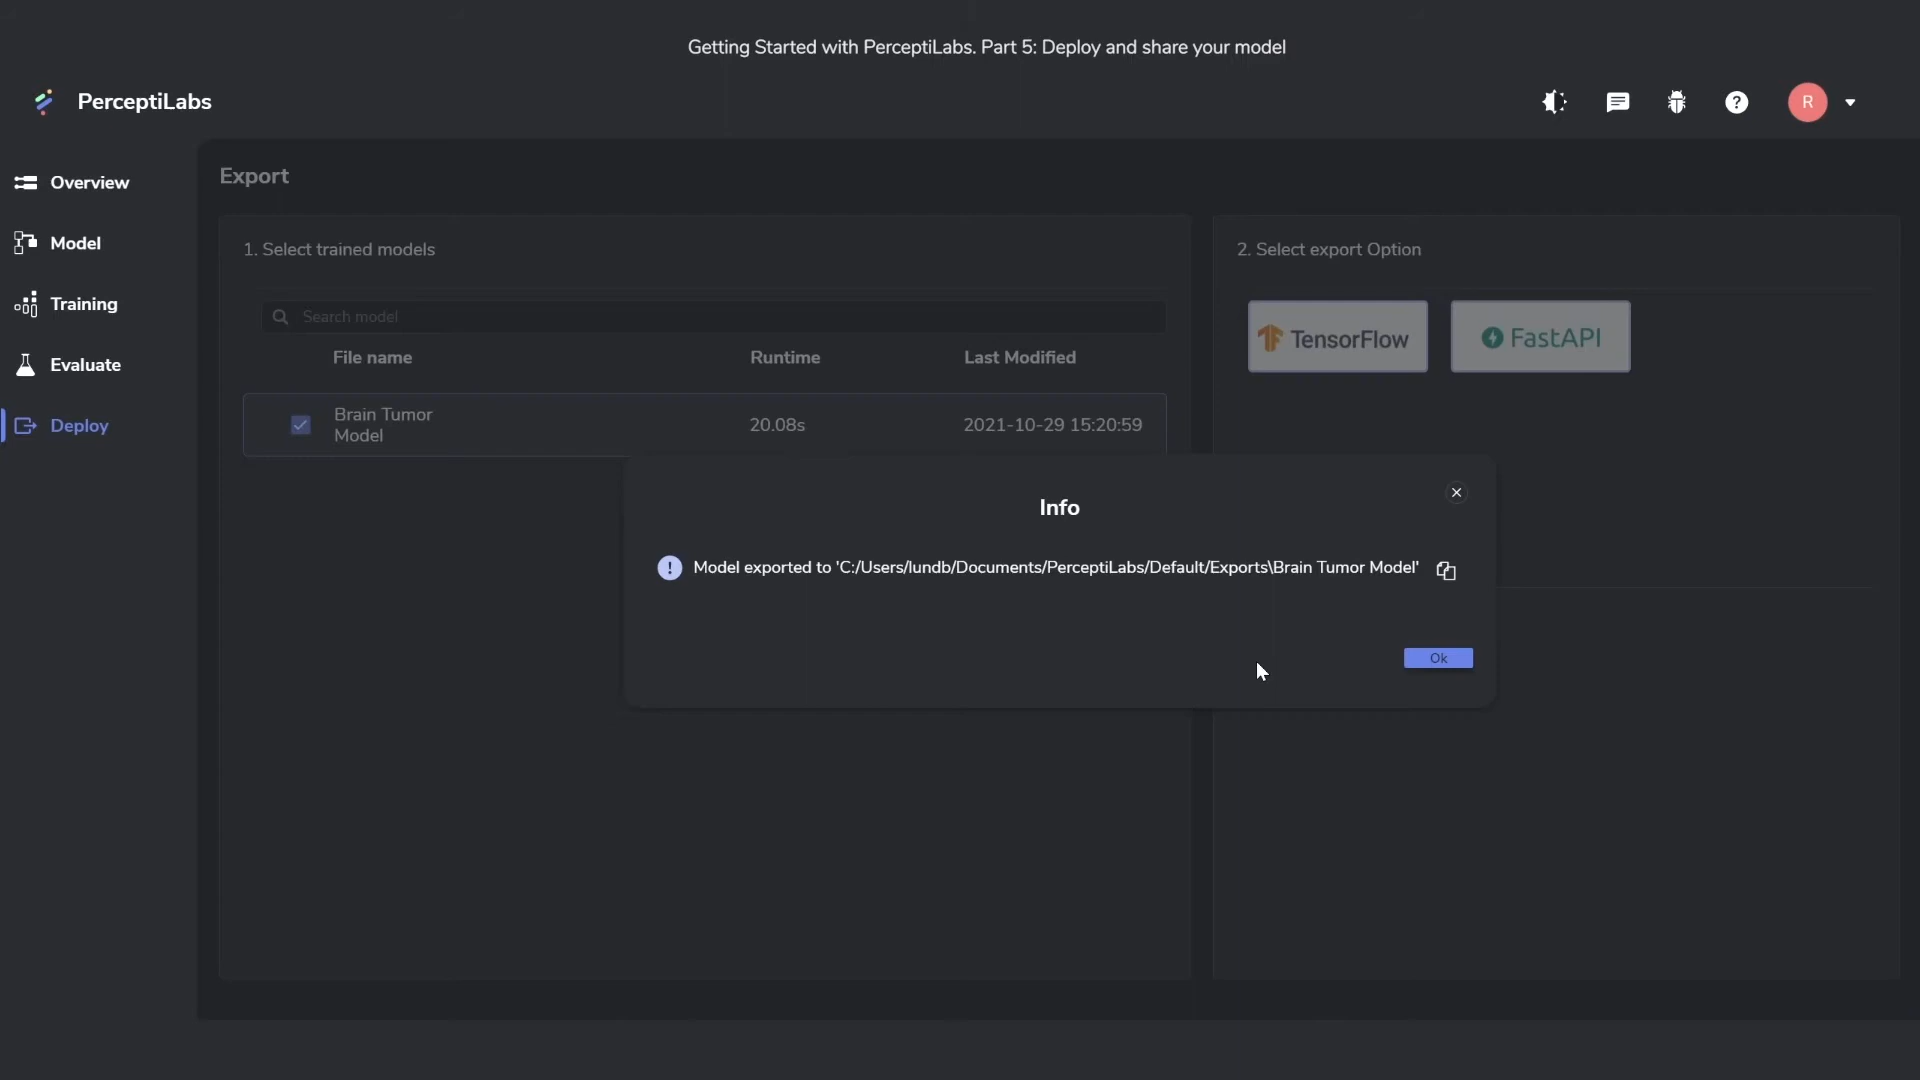 Getting Started with PerceptiLabs. Part 5: Deploy and share your model
PerceptiLabs
R
Overview
Model
Training
Evaluate
Deploy
Export
1. Select trained models
Search model
File name Runtime Last Modified
Brain Tumor
Model
20.08s 2021-10-29 15:20:59
2. Select export Option
TensorFlow FastAPI
Info
Model exported to 'C:/Users/lundb/Documents/PerceptiLabs/Default/Exports\Brain Tumor Model'
Ok